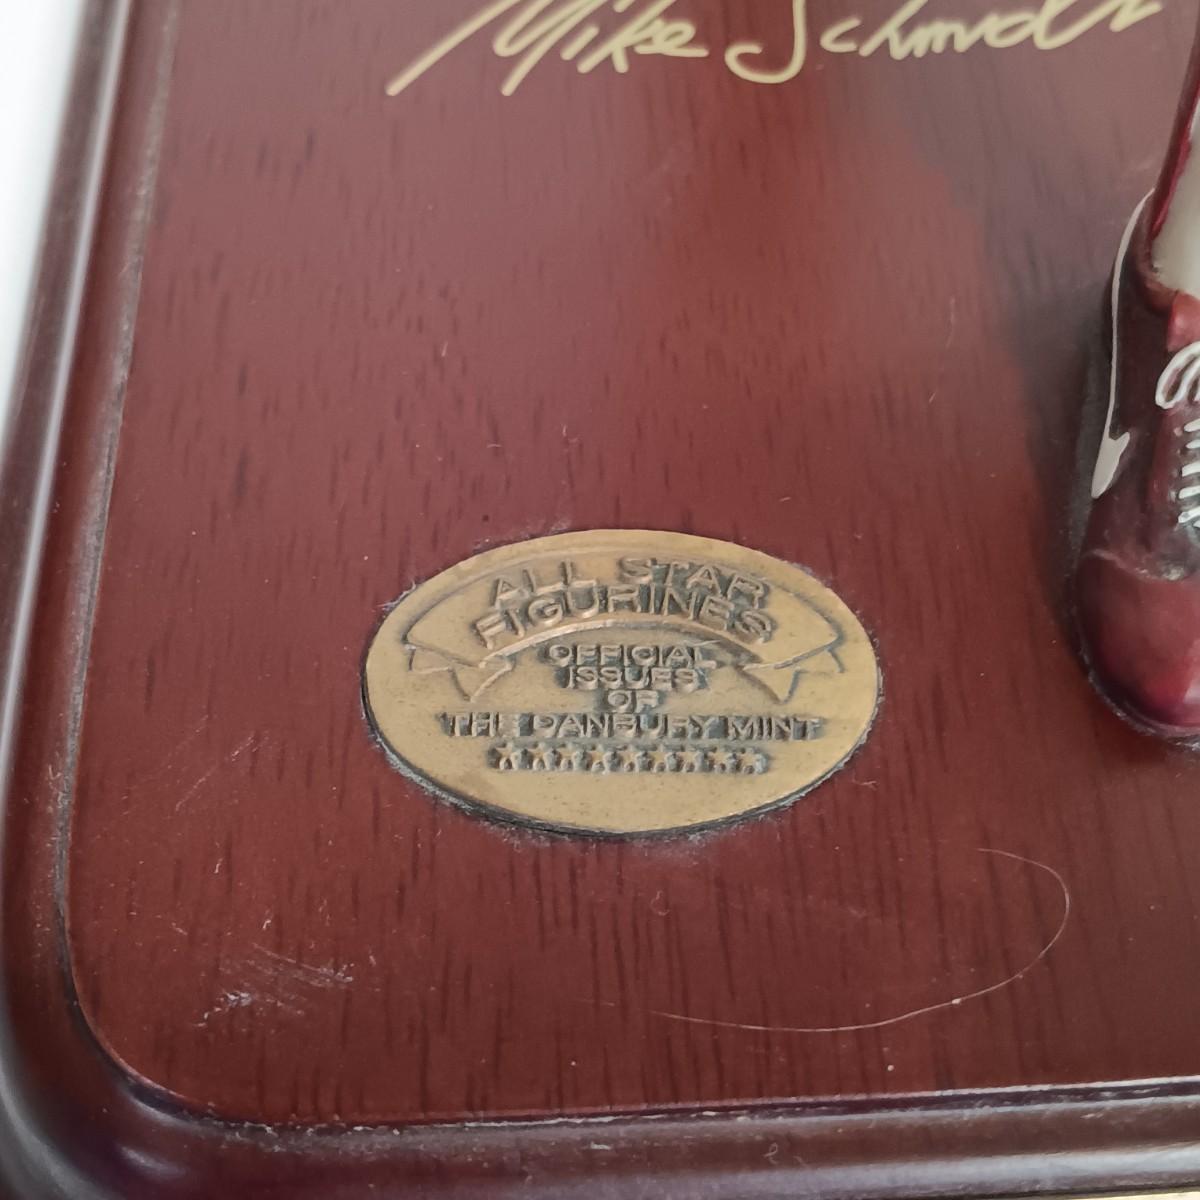 Mike Schmidt
ALL STAR
FIGURINES
OFFICIAL
ISSUES
OF
THE DANBURY MINT